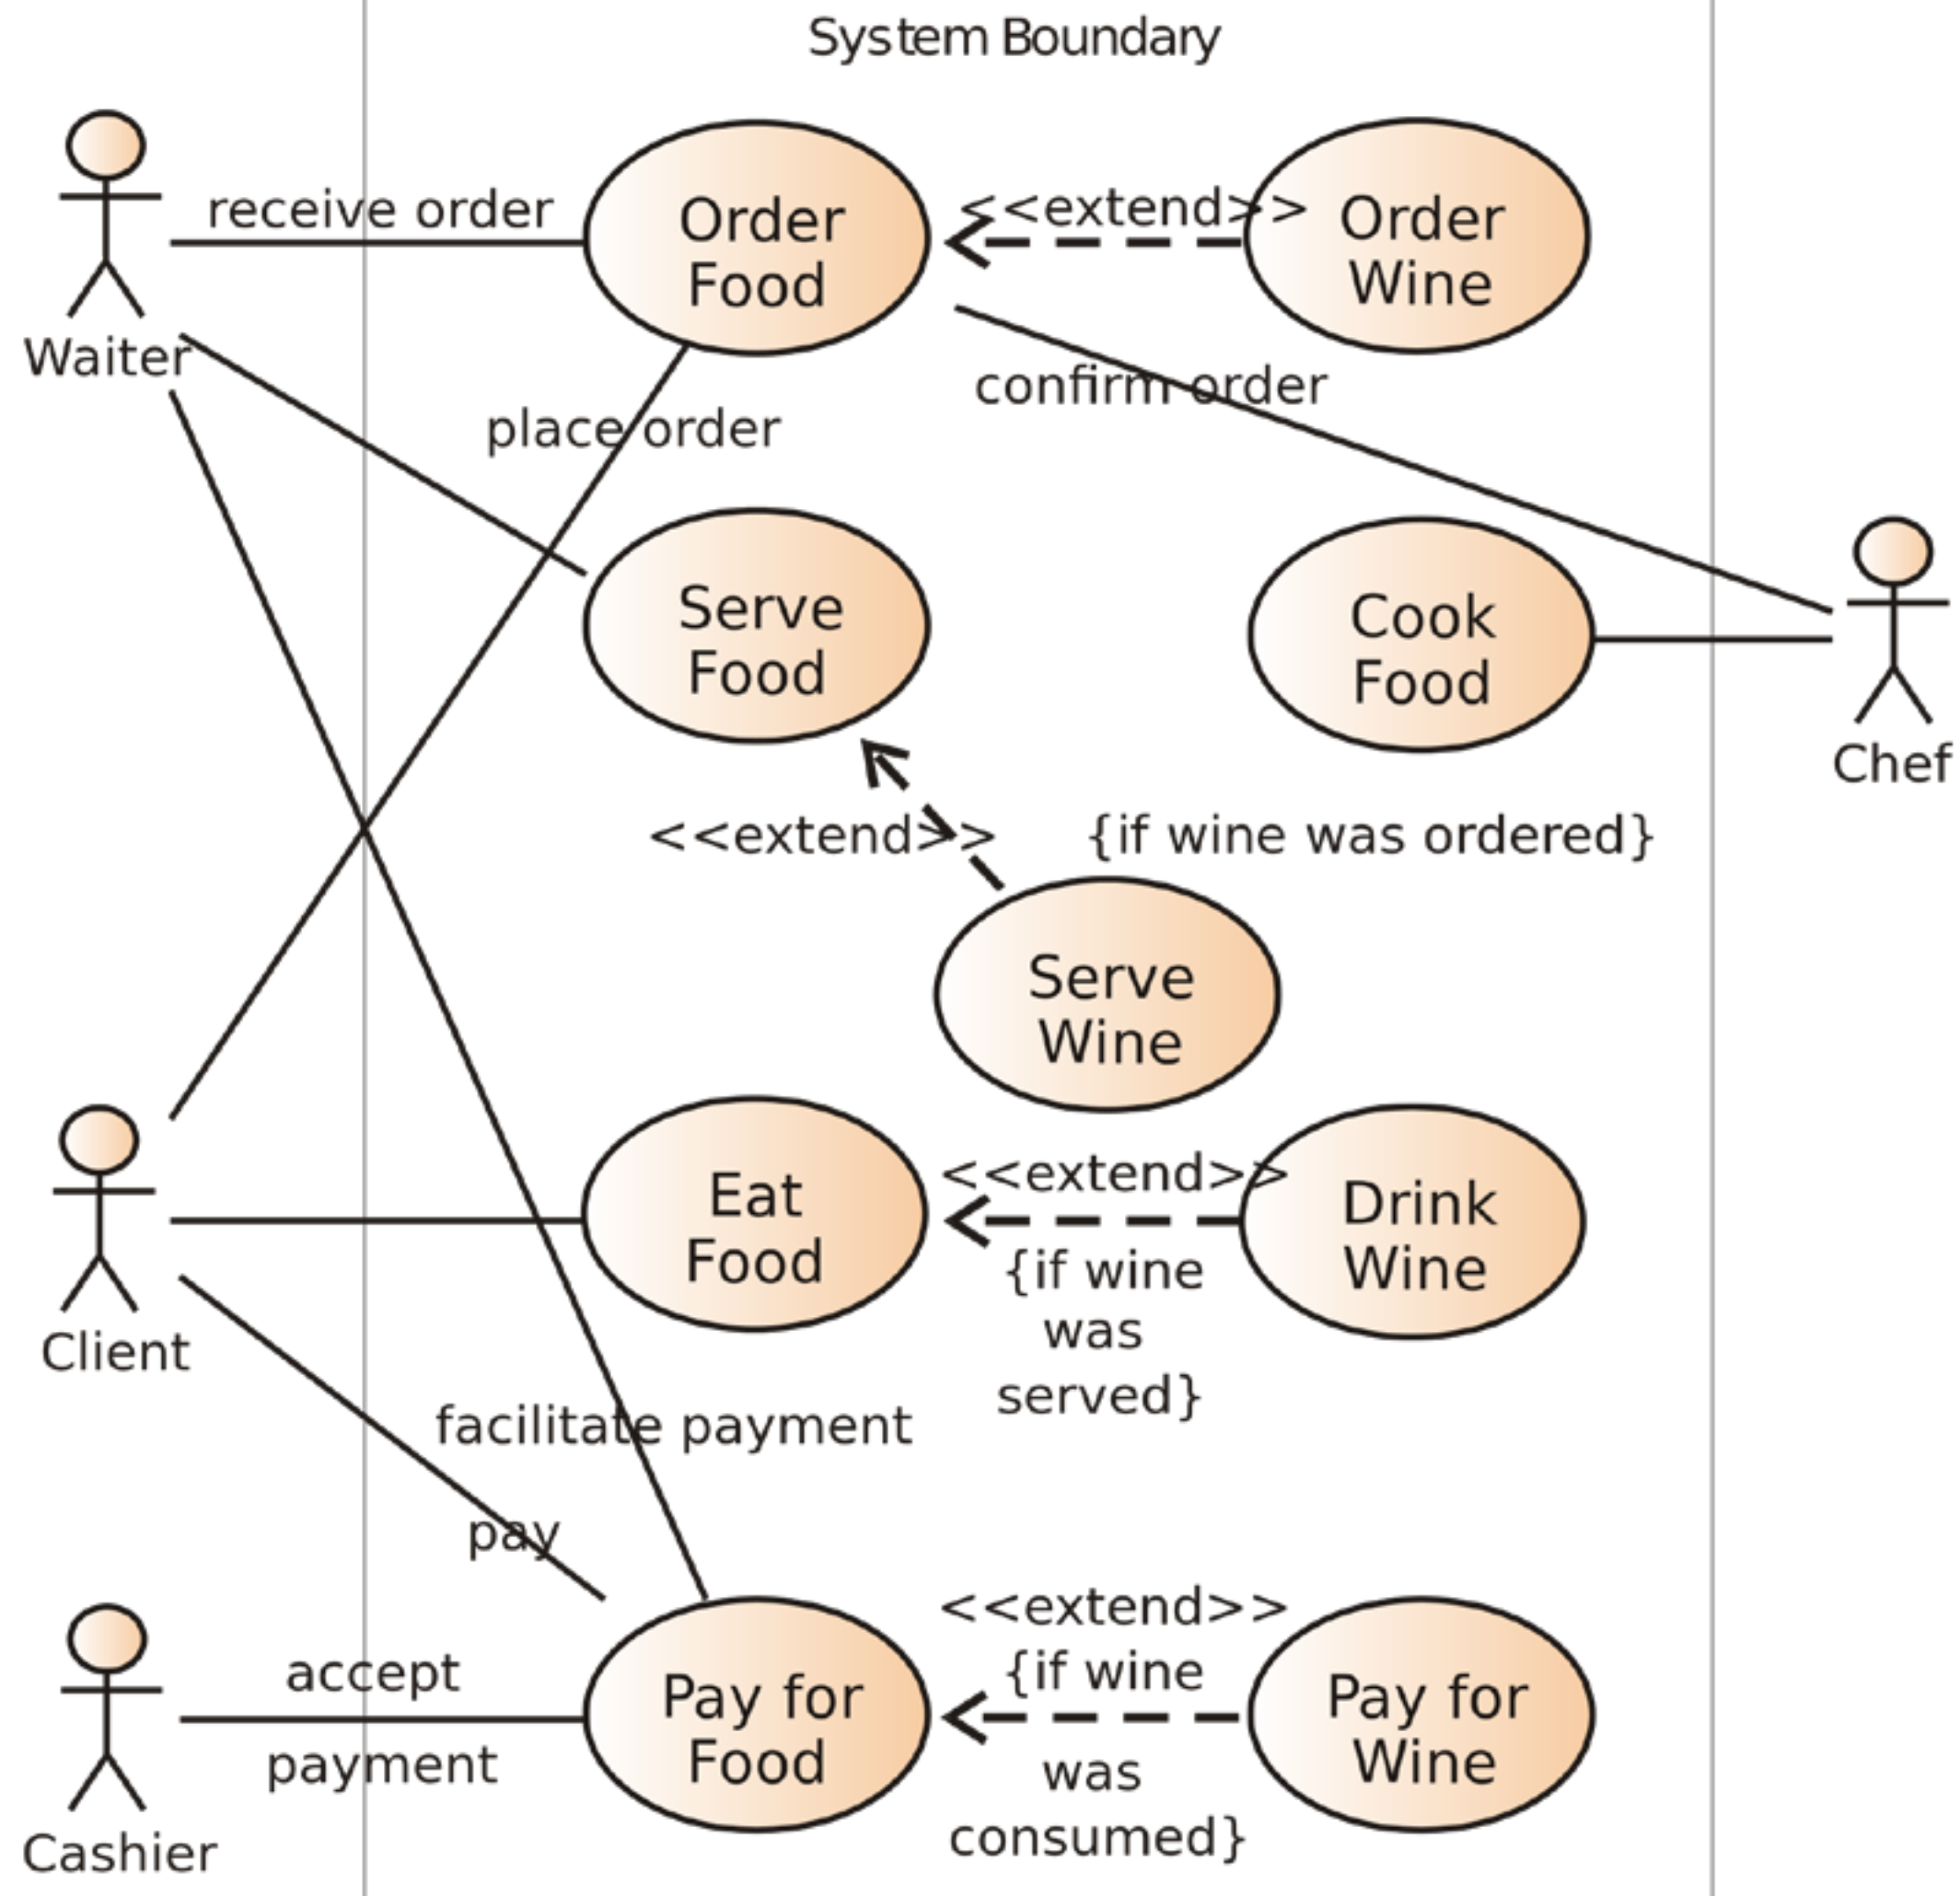 System Boundary
receive order
Order
Food
<<extend>>
Order
Wine
Waiter
confirm order
place order
Serve
Food
Cook
Food
Chef
<<extend>>
{if wine was ordered}
Serve
Wine
Eat
Food
<<extend>>
{if wine
was
served}
Drink
Wine
Client
facilitate payment
pay
accept
payment
Pay for
Food
<<extend>>
{if wine
was
consumed}
Pay for
Wine
Cashier